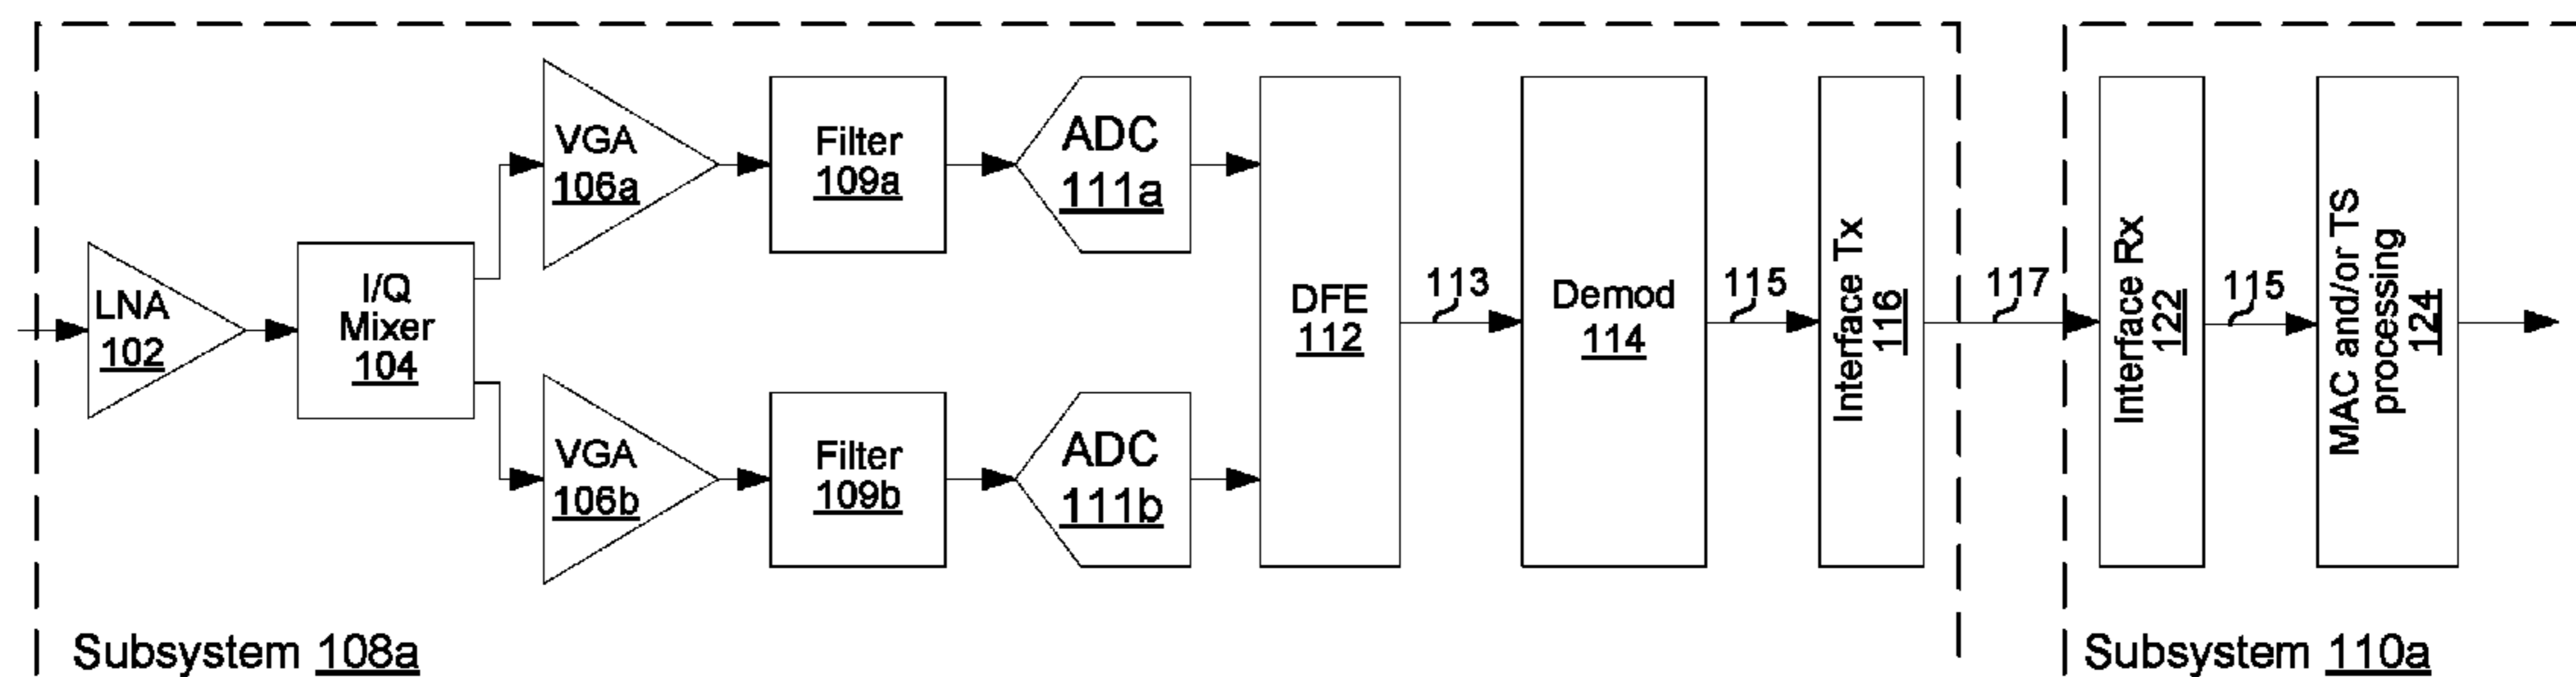 LNA
102
I/Q
Mixer
104
VGA
106a
Filter
109a
ADC
111a
VGA
106b
Filter
109b
ADC
111b
DFE
112
113
Demod
114
115
Interface Tx
116
117
Interface Rx
122
115
MAC and/or TS
processing
124
Subsystem 108a
Subsystem 110a